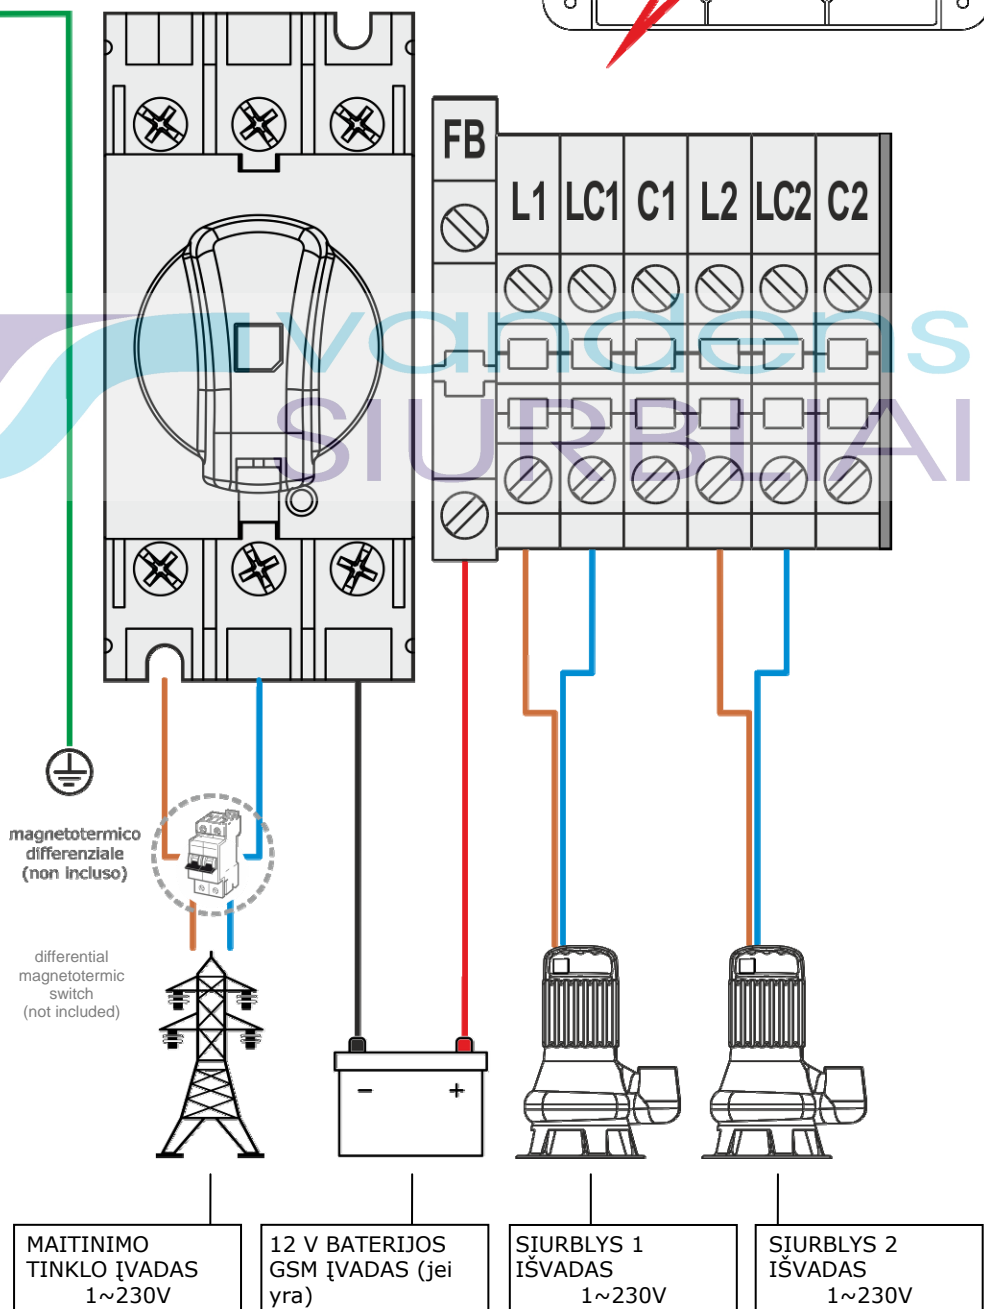 FB
L1 LC1 C1 L2 LC2 C2
vandens
SIURBLIAI
magnetotermico
differenziale
(non incluso)
differential
magnetotermic
switch
(not included)
- +
MAITINIMO
TINKLO ĮVADAS
1~230V
12 V BATERIJOS
GSM ĮVADAS (jei
yra)
SIURBLYS 1
IŠVADAS
1~230V
SIURBLYS 2
IŠVADAS
1~230V